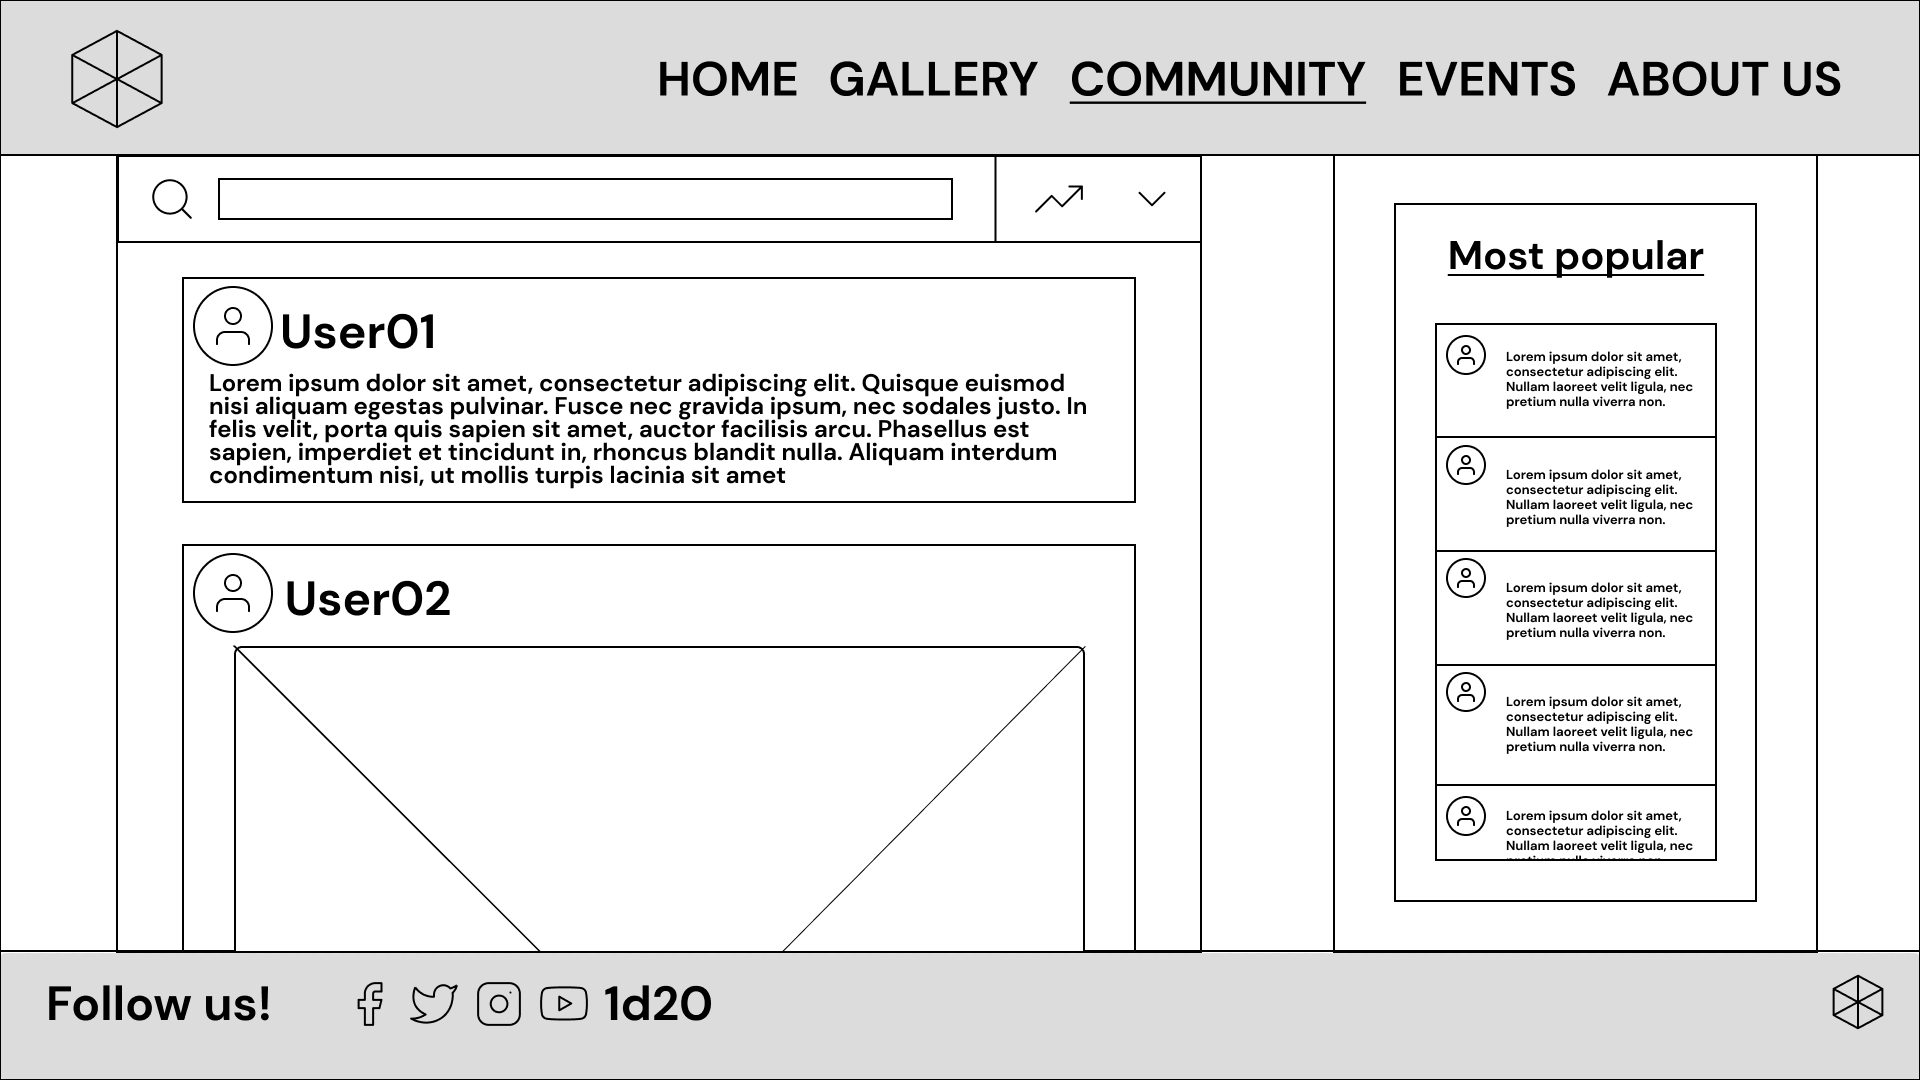 HOME GALLERY COMMUNITY EVENTS ABOUT US
User01
Lorem ipsum dolor sit amet, consectetur adipiscing elit. Quisque euismod
nisi aliquam egestas pulvinar. Fusce nec gravida ipsum, nec sodales justo. In
felis velit, porta quis sapien sit amet, auctor facilisis arcu. Phasellus est
sapien, imperdiet et tincidunt in, rhoncus blandit nulla. Aliquam interdum
condimentum nisi, ut mollis turpis lacinia sit amet
User02
Most popular
Lorem ipsum dolor sit amet,
consectetur adipiscing elit.
Nullam laoreet velit ligula, nec
pretium nulla viverra non.
Lorem ipsum dolor sit amet,
consectetur adipiscing elit.
Nullam laoreet velit ligula, nec
pretium nulla viverra non.
Lorem ipsum dolor sit amet,
consectetur adipiscing elit.
Nullam laoreet velit ligula, nec
pretium nulla viverra non.
Lorem ipsum dolor sit amet,
consectetur adipiscing elit.
Nullam laoreet velit ligula, nec
pretium nulla viverra non.
Lorem ipsum dolor sit amet,
consectetur adipiscing elit.
Nullam laoreet velit ligula, nec
Follow us! 1d20